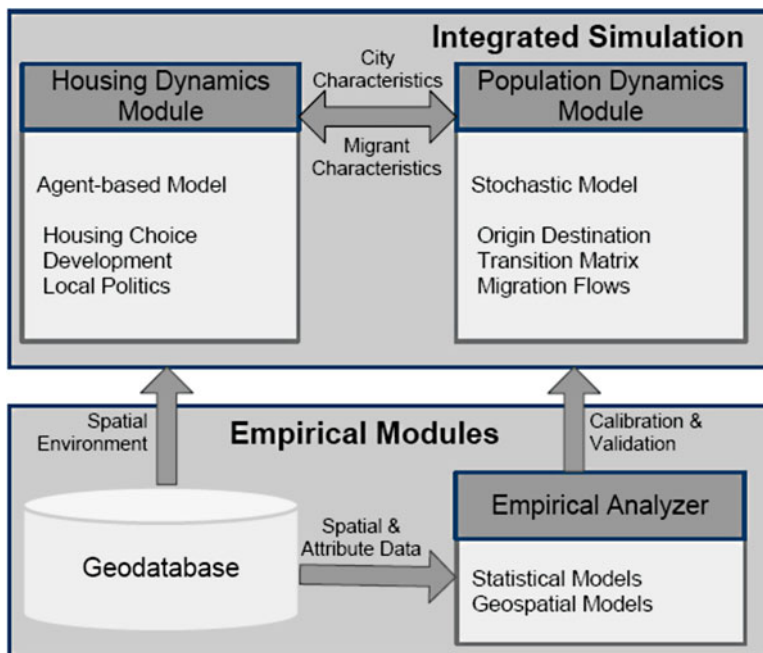 Integrated Simulation
Housing Dynamics
Module
City
Characteristics
Migrant
Characteristics
Population Dynamics
Module
Agent-based Model
Housing Choice
Development
Local Politics
Stochastic Model
Origin Destination
Transition Matrix
Migration Flows
Spatial
Environment
Empirical Modules
Calibration &
Validation
Geodatabase
Spatial &
Attribute Data
Empirical Analyzer
Statistical Models
Geospatial Models